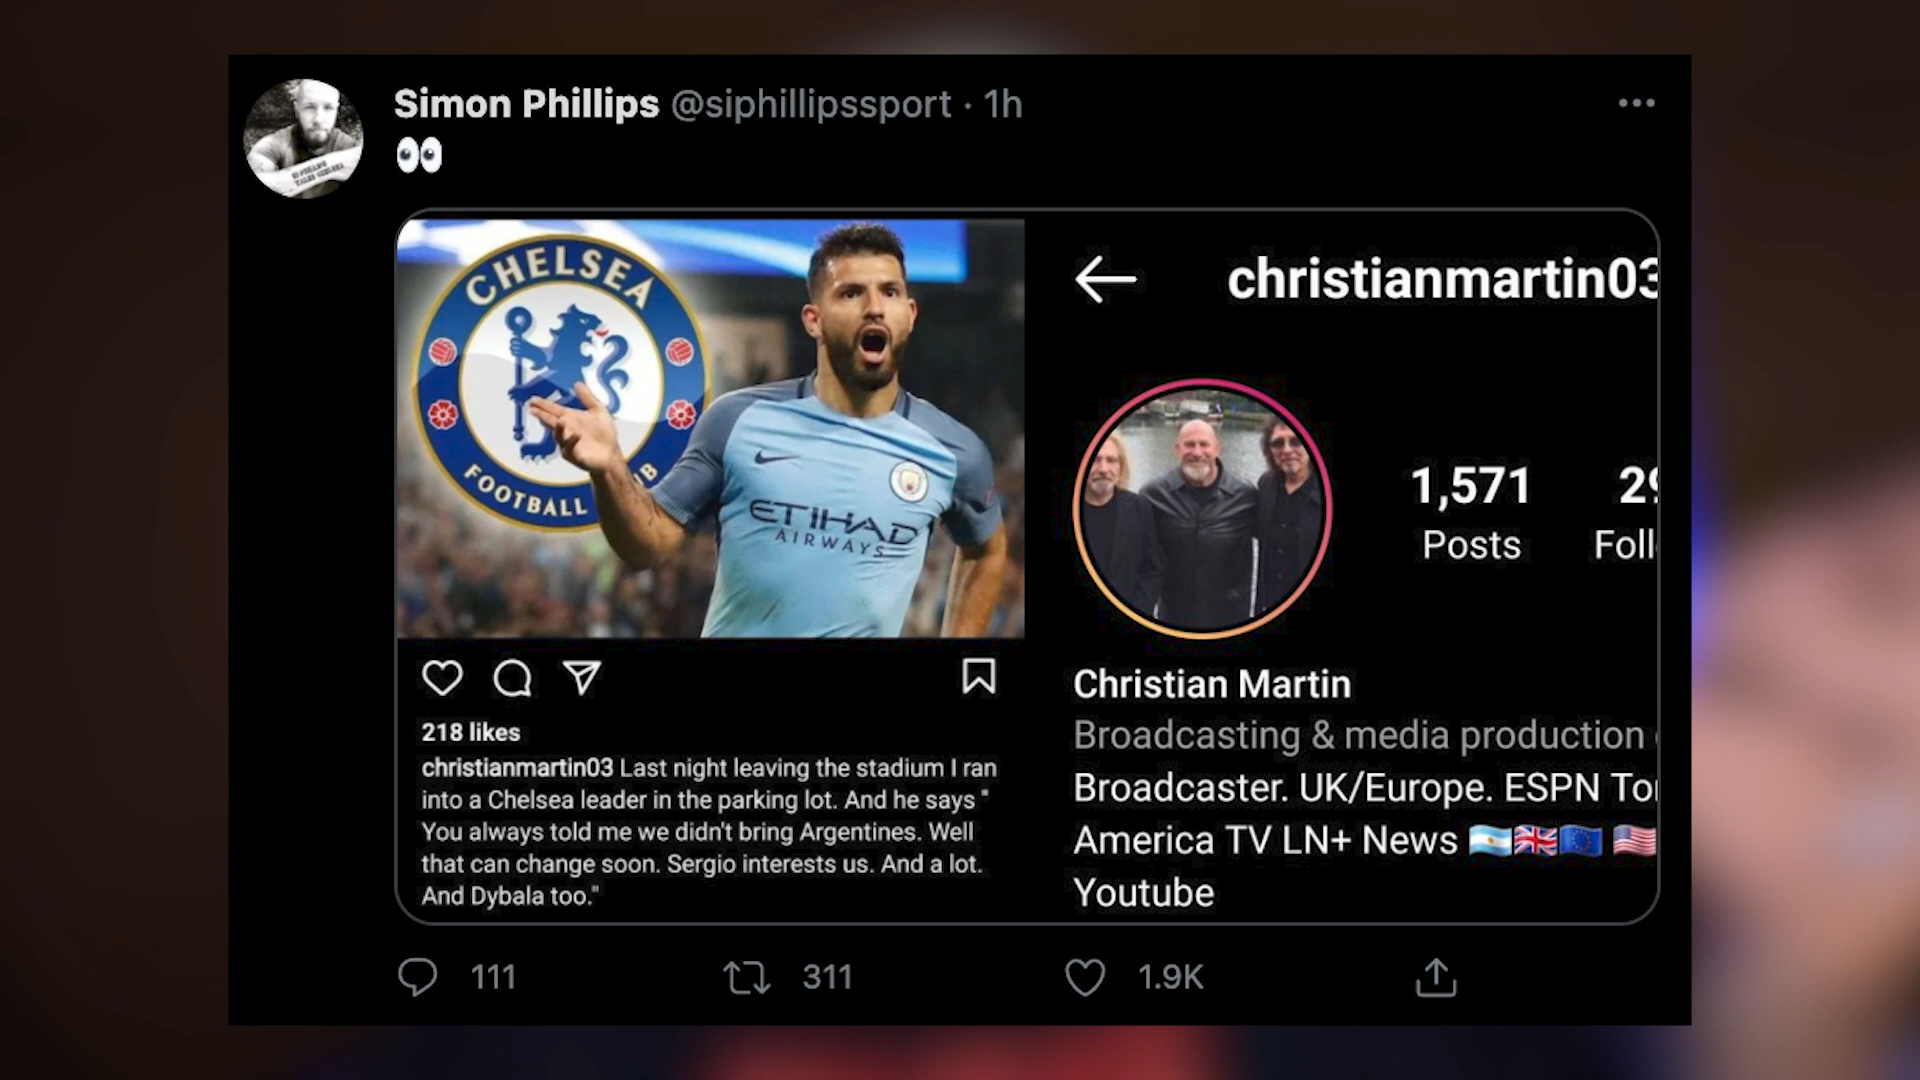 Simon Phillips @siphillipssport · 1h
👀
CHELSEA
FOOTBALL
ETIHAD
AIRWAYS
218 likes
christianmartin03 Last night leaving the stadium I ran
into a Chelsea leader in the parking lot. And he says "
You always told me we didn't bring Argentines. Well
that can change soon. Sergio interests us. And a lot.
And Dybala too."
christianmartin03
1,571
Posts
Foll
Christian Martin
Broadcasting & media production
Broadcaster. UK/Europe. ESPN
America TV LN+ News 🇦🇷🇬🇧🇪🇺🇺🇸
Youtube
111
311
1.9K